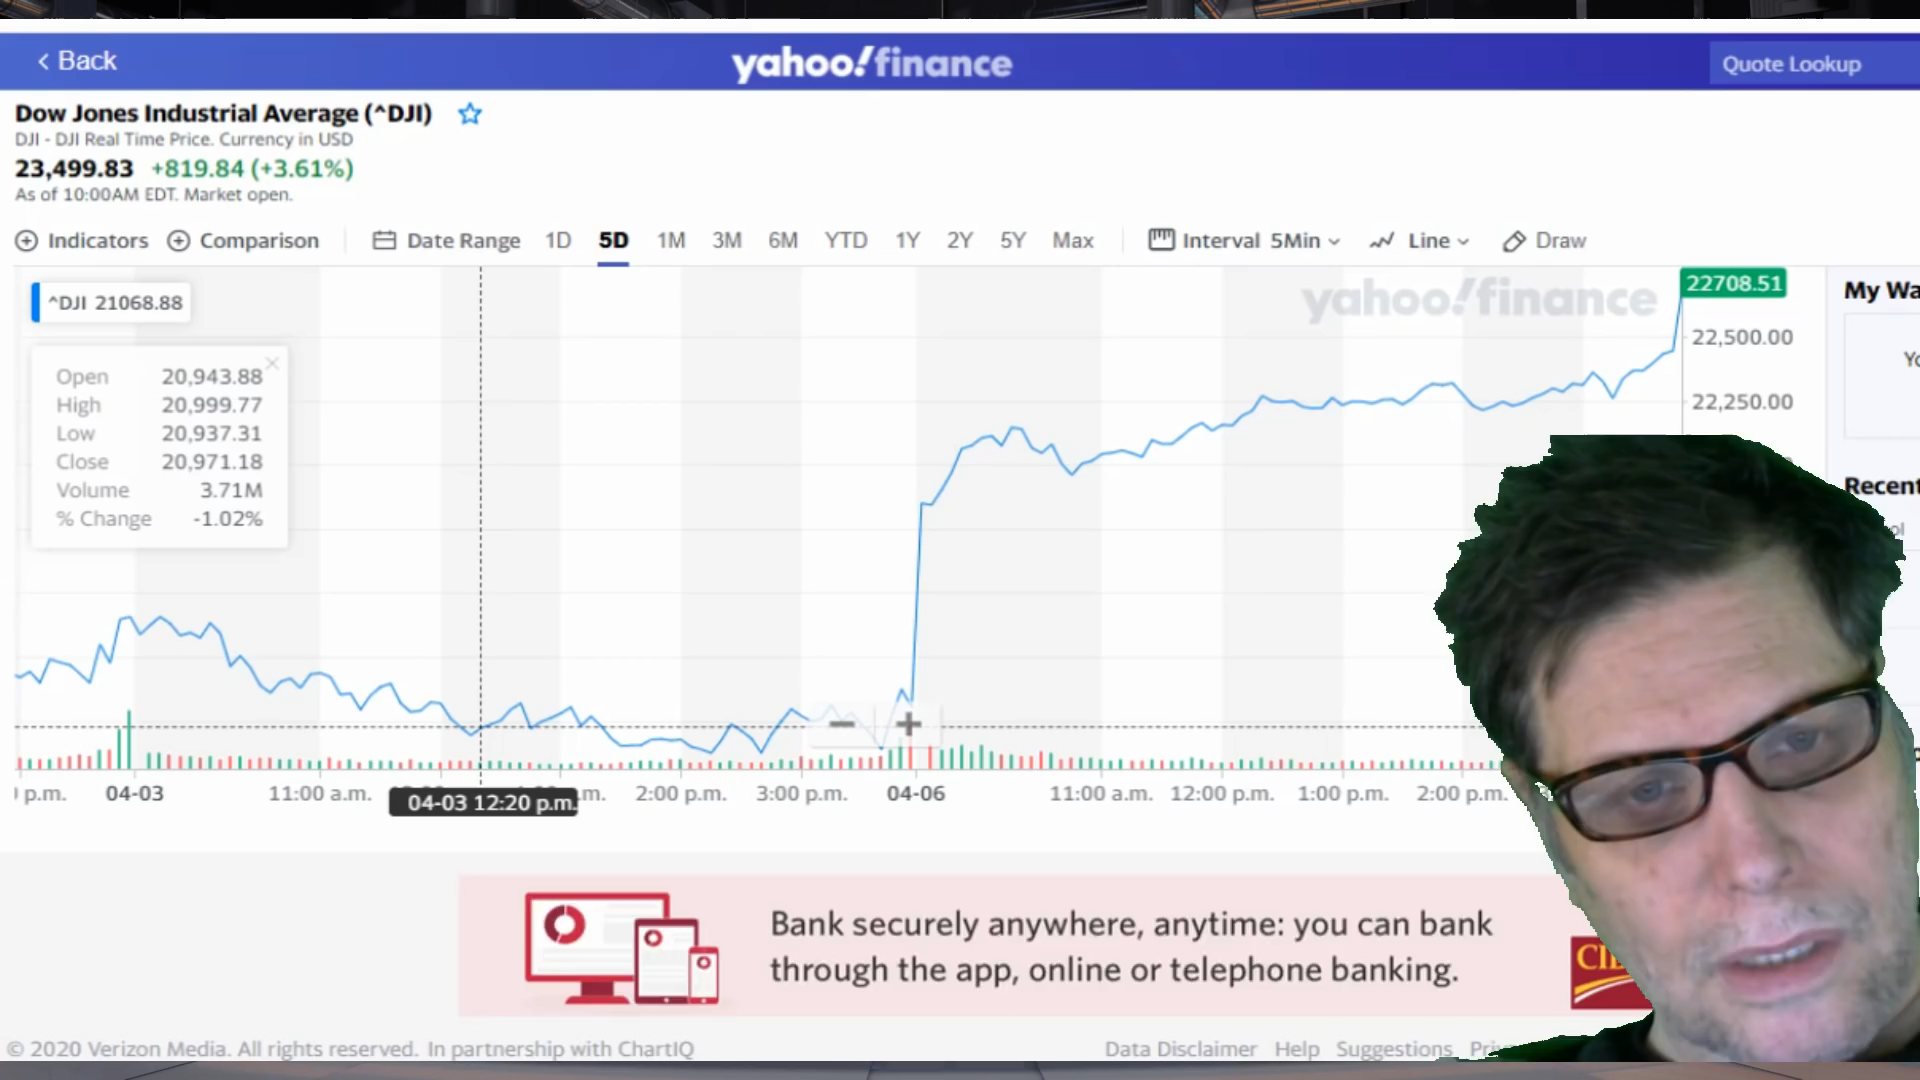 < Back
yahoo!finance
Quote Lookup
Dow Jones Industrial Average (^DJI)
DJI - DJI Real Time Price. Currency in USD
23,499.83 +819.84 (+3.61%)
As of 10:00AM EDT. Market open.
Indicators Comparison Date Range 1D 5D 1M 3M 6M YTD 1Y 2Y 5Y Max Interval 5Min Line Draw
^DJI 21068.88
yahoo!finance
22708.51
My Wa
22,500.00
22,250.00
Open 20,943.88
High 20,999.77
Low 20,937.31
Close 20,971.18
Volume 3.71M
% Change -1.02%
Recent
p.m. 04-03 11:00 a.m. 2:00 p.m. 3:00 p.m. 04-06 11:00 a.m. 12:00 p.m. 1:00 p.m. 2:00 p.m.
04-03 12:20 p.m.
Bank securely anywhere, anytime: you can bank
through the app, online or telephone banking.
© 2020 Verizon Media. All rights reserved. In partnership with ChartIQ
Data Disclaimer Help Suggestions